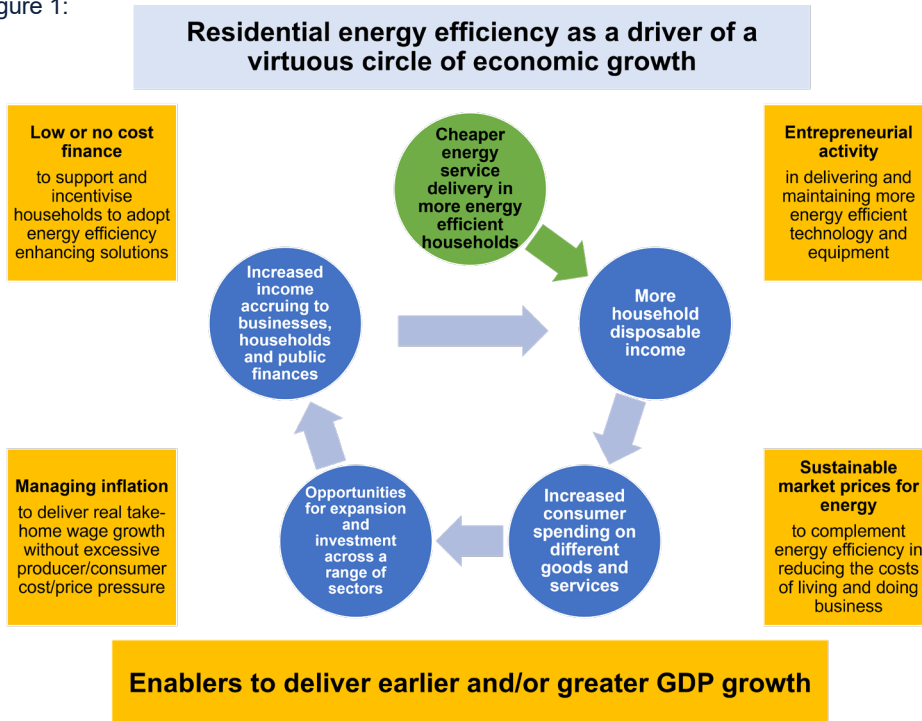 gure 1:
Residential energy efficiency as a driver of a
virtuous circle of economic growth
Low or no cost
finance
to support and
incentivise
households to adopt
energy efficiency
enhancing solutions
Cheaper
energy
service
delivery in
more energy
efficient
households
Entrepreneurial
activity
in delivering and
maintaining more
energy efficient
technology and
equipment
Increased
income
accruing to
businesses,
households
and public
finances
More
household
disposable
income
Managing inflation
to deliver real take-
home wage growth
without excessive
producer/consumer
cost/price pressure
Opportunities
for expansion
and
investment
across a
range of
sectors
Increased
consumer
spending on
different
goods and
services
Sustainable
market prices for
energy
to complement
energy efficiency in
reducing the costs
of living and doing
business
Enablers to deliver earlier and/or greater GDP growth